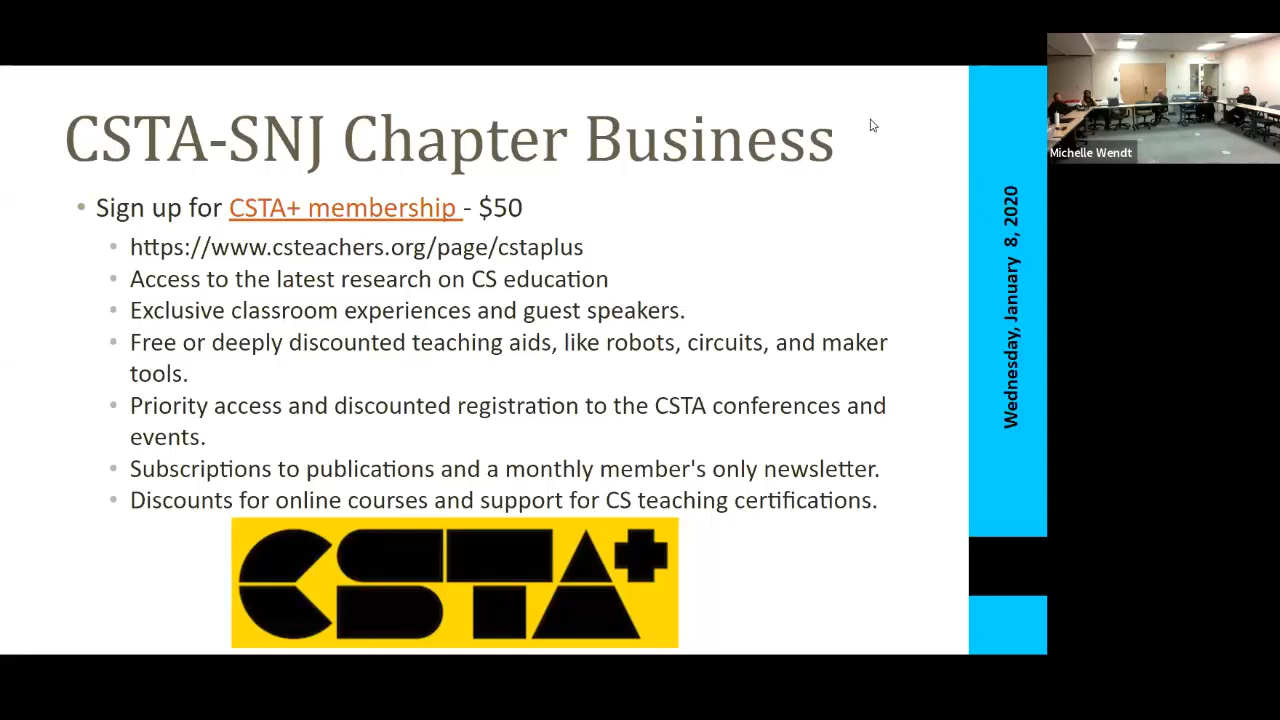 CSTA-SNJ Chapter Business
• Sign up for CSTA+ membership - $50
• https://www.csteachers.org/page/cstaplus
• Access to the latest research on CS education
• Exclusive classroom experiences and guest speakers.
• Free or deeply discounted teaching aids, like robots, circuits, and maker
tools.
• Priority access and discounted registration to the CSTA conferences and
events.
• Subscriptions to publications and a monthly member's only newsletter.
• Discounts for online courses and support for CS teaching certifications.
CSTA+
Wednesday, January 8, 2020
Michelle Wendt